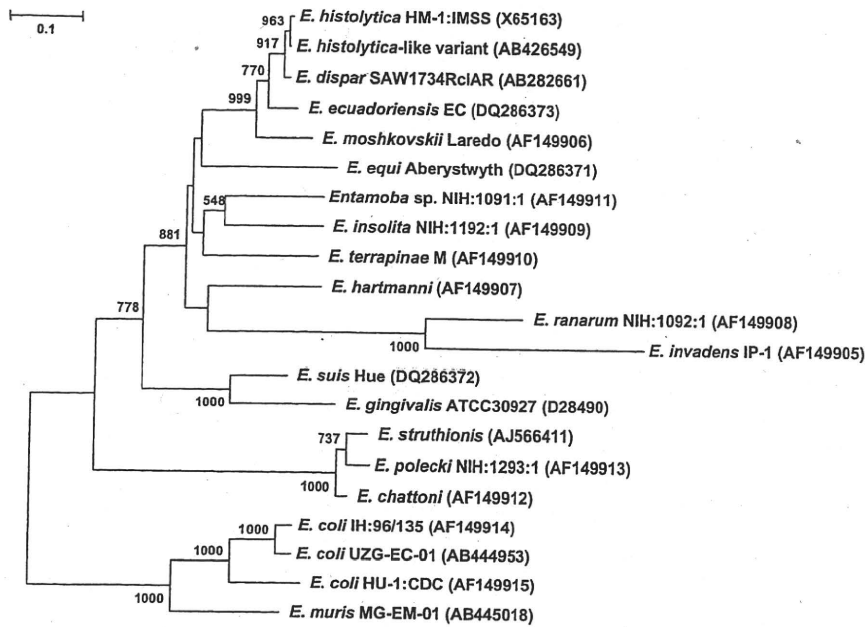 0.1
963
E. histolytica HM-1:IMSS (X65163)
917
E. histolytica-like variant (AB426549)
770
E. dispar SAW1734RclAR (AB282661)
999
E. ecuadoriensis EC (DQ286373)
E. moshkovskii Laredo (AF149906)
E. equi Aberystwyth (DQ286371)
548
Entamoba sp. NIH:1091:1 (AF149911)
E. insolita NIH:1192:1 (AF149909)
881
E. terrapinae M (AF149910)
E. hartmanni (AF149907)
778
E. ranarum NIH:1092:1 (AF149908)
1000
E. invadens IP-1 (AF149905)
E. suis Hue (DQ286372)
1000
E. gingivalis ATCC30927 (D28490)
737
E. struthionis (AJ566411)
E. polecki NIH:1293:1 (AF149913)
1000
E. chattoni (AF149912)
1000
E. coli IH:96/135 (AF149914)
1000
E. coli UZG-EC-01 (AB444953)
E. coli HU-1:CDC (AF149915)
1000
E. muris MG-EM-01 (AB445018)